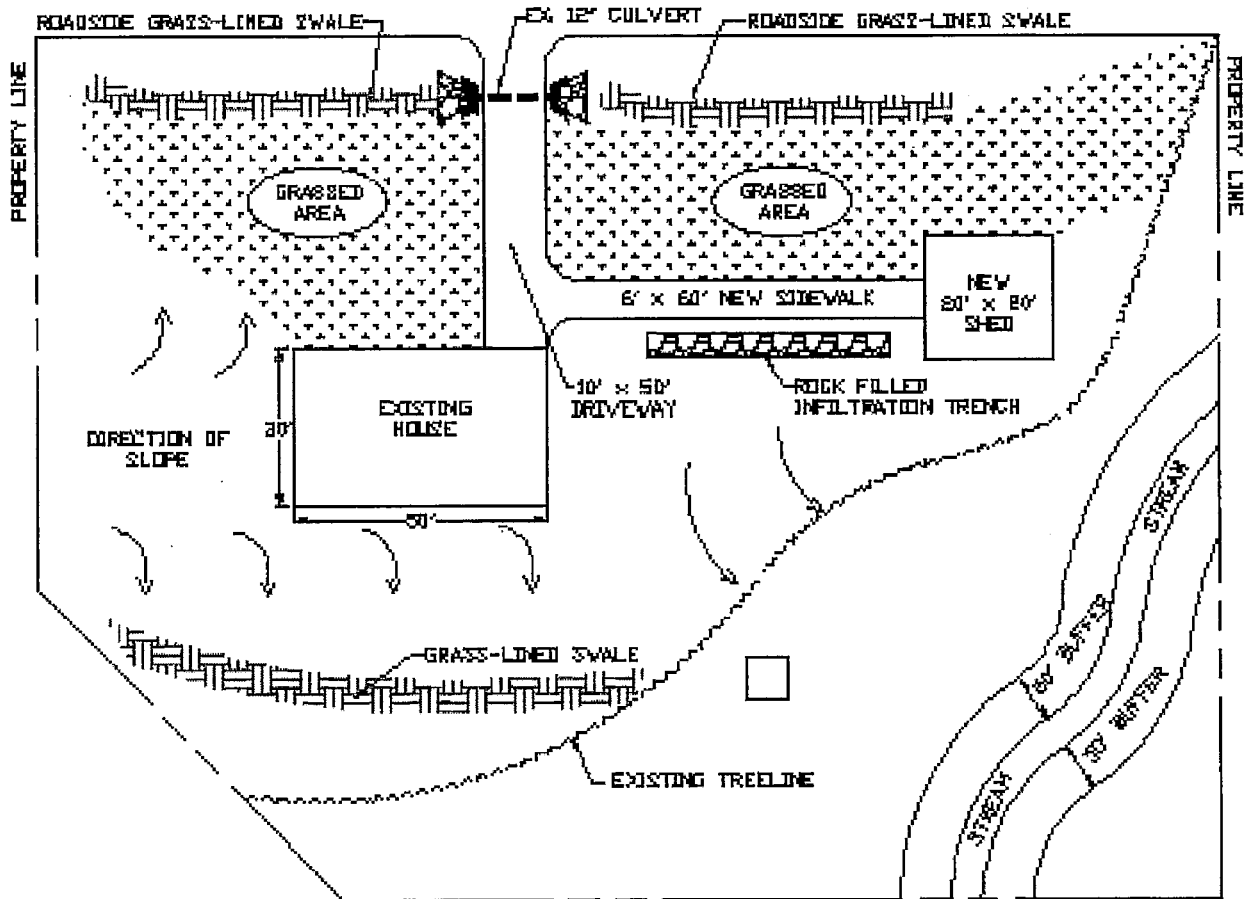 ROADSIDE GRASS-LINED SWALE
EX 12" CULVERT
ROADSIDE GRASS-LINED SWALE
PROPERTY LINE
PROPERTY LINE
GRASSED
AREA
GRASSED
AREA
NEW
SHED
6' X 60' NEW SIDEWALK
10' x 50'
DRIVEWAY
ROCK FILLED
INFILTRATION TRENCH
EXISTING
HOUSE
DIRECTION OF
SLOPE
50'
STREAM
GRASS-LINED SWALE
BUFFER
BUFFER
EXISTING TREELINE
STREAM